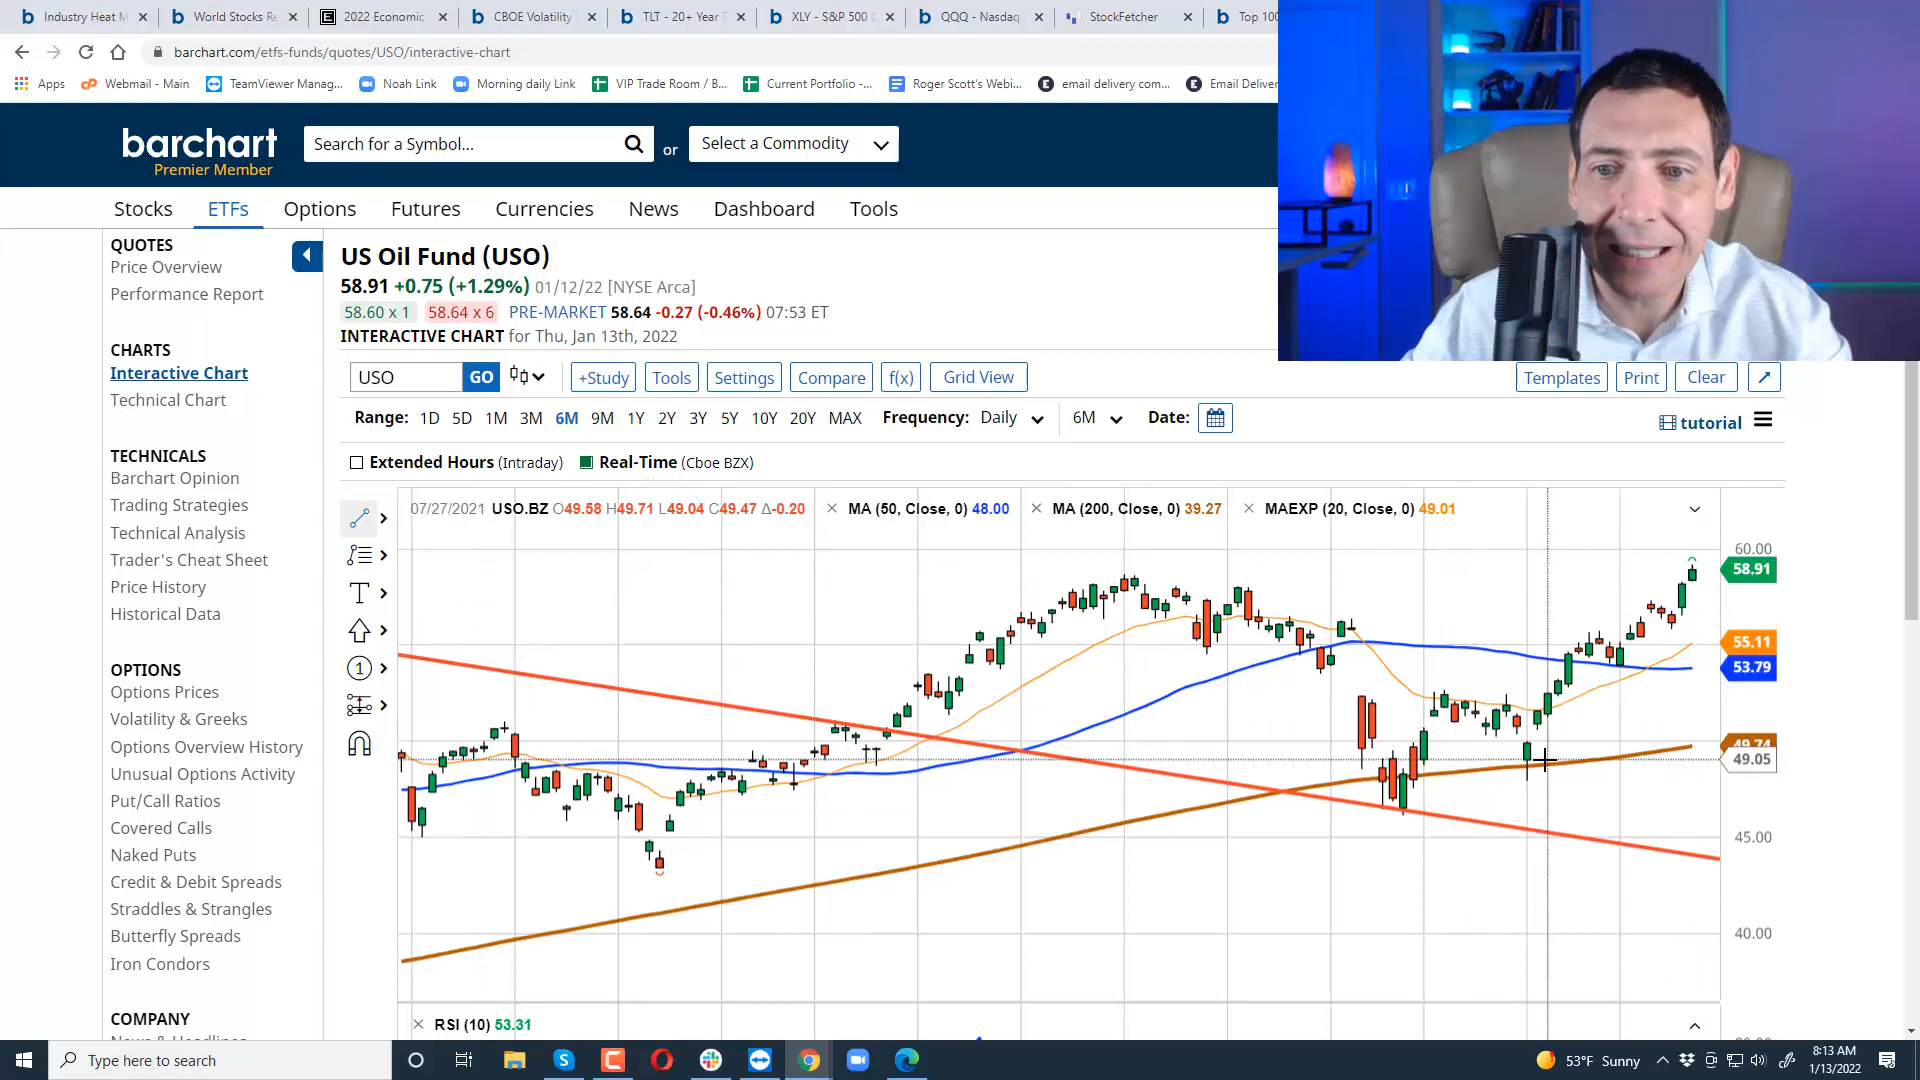 Industry Heat M
World Stocks Re
2022 Economic
CBOE Volatility
TLT - 20+ Year T
XLY - S&P 500
QQQ - Nasdaq
StockFetcher
Top 100
barchart.com/etfs-funds/quotes/USO/interactive-chart
Apps
Webmail - Main
TeamViewer Manag...
Noah Link
Morning daily Link
VIP Trade Room / B...
Current Portfolio -...
Roger Scott's Webi...
email delivery com...
Email Deliver
barchart
Premier Member
Search for a Symbol...
or
Select a Commodity
Stocks
ETFs
Options
Futures
Currencies
News
Dashboard
Tools
QUOTES
Price Overview
Performance Report
CHARTS
Interactive Chart
Technical Chart
TECHNICALS
Barchart Opinion
Trading Strategies
Technical Analysis
Trader's Cheat Sheet
Price History
Historical Data
OPTIONS
Options Prices
Volatility & Greeks
Options Overview History
Unusual Options Activity
Put/Call Ratios
Covered Calls
Naked Puts
Credit & Debit Spreads
Straddles & Strangles
Butterfly Spreads
Iron Condors
COMPANY
US Oil Fund (USO)
58.91 +0.75 (+1.29%) 01/12/22 [NYSE Arca]
58.60 x 1 58.64 x 6 PRE-MARKET 58.64 -0.27 (-0.46%) 07:53 ET
INTERACTIVE CHART for Thu, Jan 13th, 2022
USO GO +Study Tools Settings Compare f(x) Grid View Templates Print Clear
Range: 1D 5D 1M 3M 6M 9M 1Y 2Y 3Y 5Y 10Y 20Y MAX Frequency: Daily 6M Date: tutorial
Extended Hours (Intraday) Real-Time (Cboe BZX)
07/27/2021 USO.BZ O49.58 H49.71 L49.04 C49.47 Δ-0.20 MA (50, Close, 0) 48.00 MA (200, Close, 0) 39.27 MAEXP (20, Close, 0) 49.01
60.00
58.91
55.11
53.79
49.74
49.05
45.00
40.00
RSI (10) 53.31
Type here to search
53°F Sunny
8:13 AM
1/13/2022